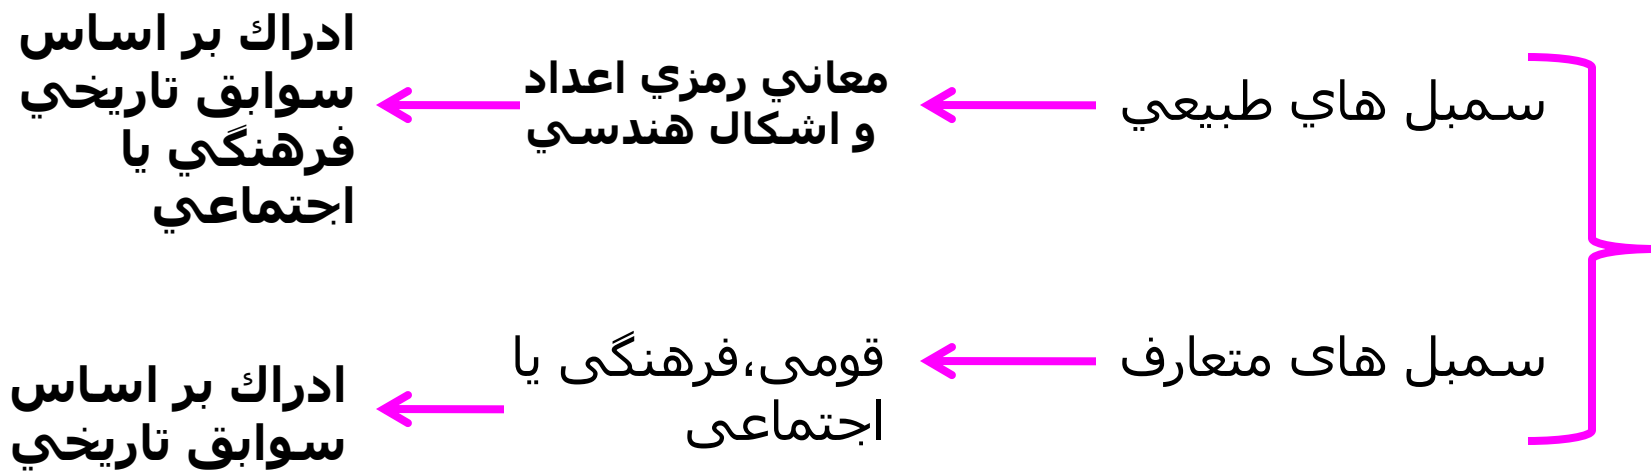 سمبل هاي طبيعي
معاني رمزي اعداد
و اشكال هندسي
ادراك بر اساس
سوابق تاريخي
فرهنگي يا
اجتماعي
سمبل های متعارف
قومی،فرهنگی یا
اجتماعی
ادراك بر اساس
سوابق تاريخي